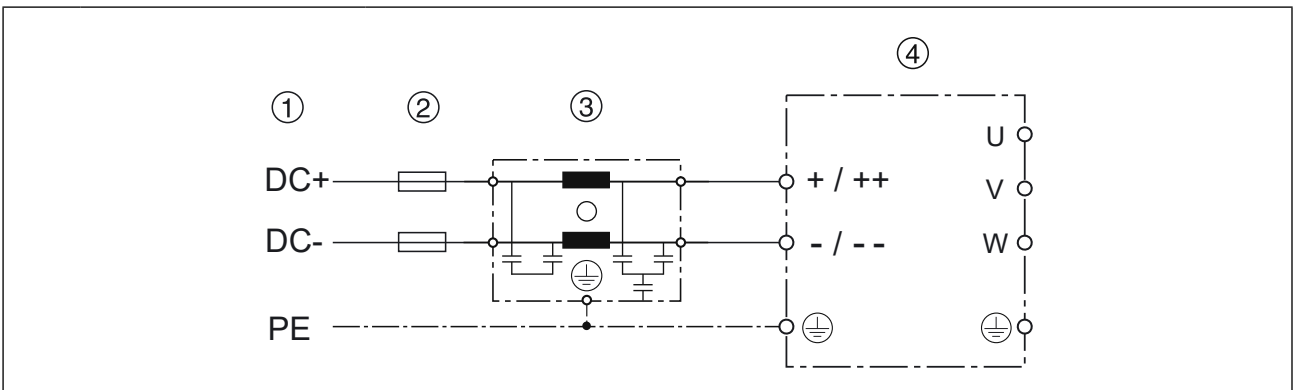 ④
① ② ③
U
DC+ + / ++ V
DC- - / -- W
PE